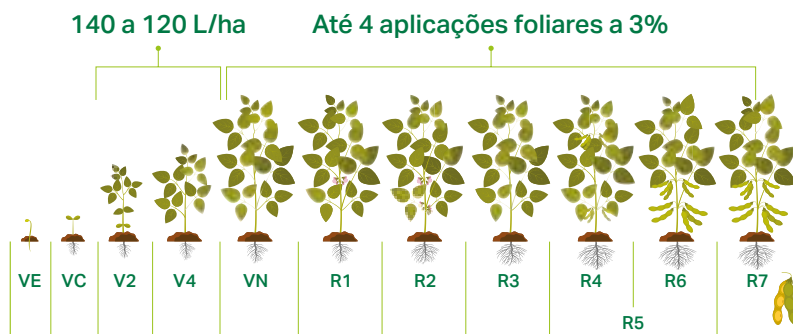 140 a 120 L/ha
Até 4 aplicações foliares a 3%
VE VC V2 V4 VN R1 R2 R3 R4 R6 R7
R5